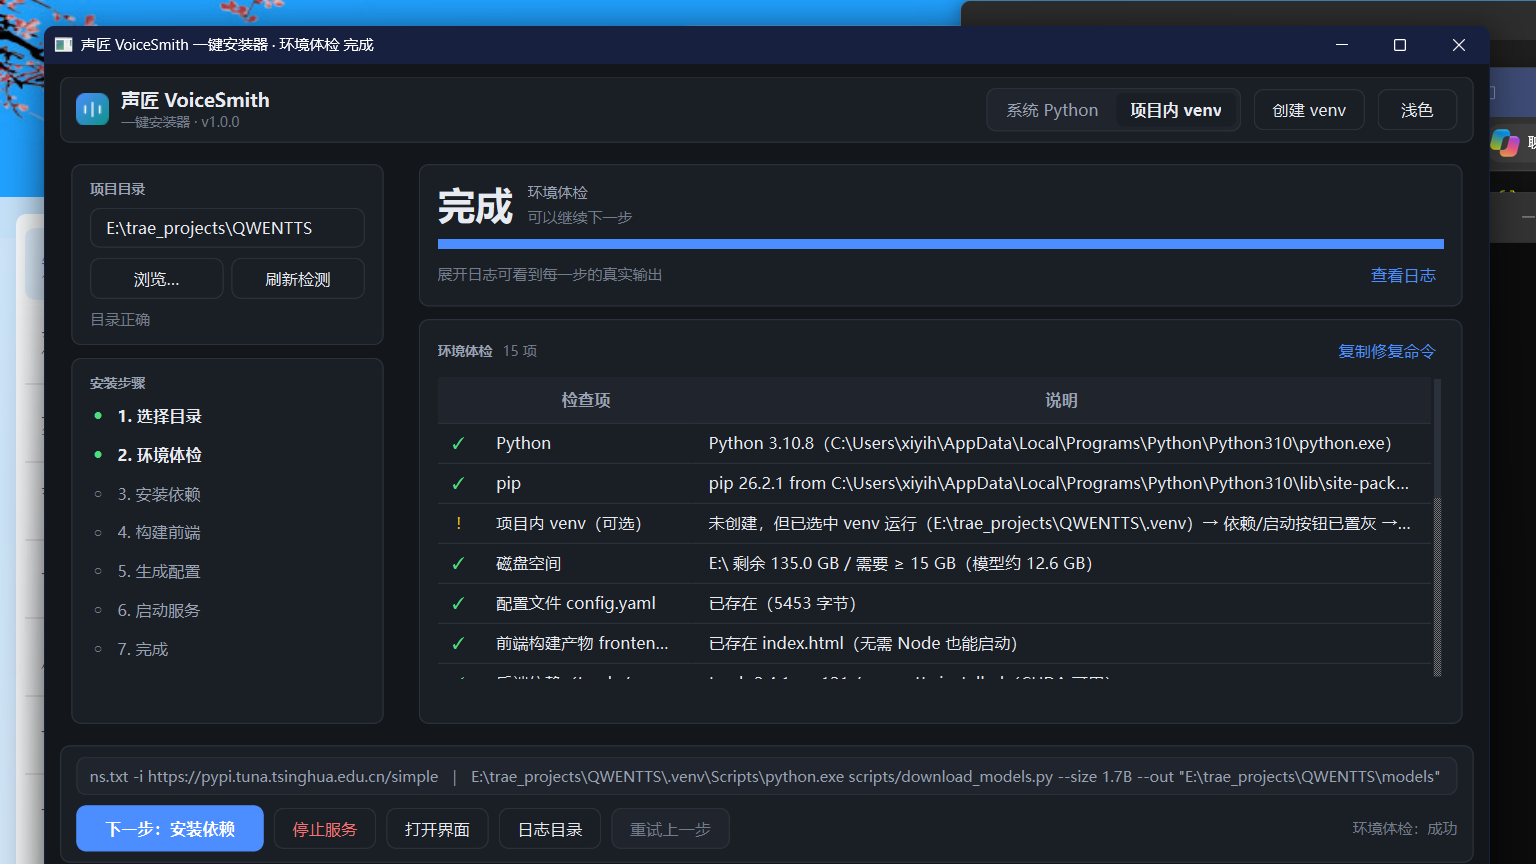 声匠 VoiceSmith 一键安装器 · 环境体检 完成
声匠 VoiceSmith
一键安装器 · v1.0.0
系统 Python
项目内 venv
创建 venv
浅色
项目目录
E:\trae_projects\QWENTTS
浏览...
刷新检测
目录正确
安装步骤
1. 选择目录
2. 环境体检
3. 安装依赖
4. 构建前端
5. 生成配置
6. 启动服务
7. 完成
完成
环境体检
可以继续下一步
展开日志可看到每一步的真实输出
查看日志
环境体检 15 项
复制修复命令
检查项 说明
✓ Python Python 3.10.8（C:\Users\xiyih\AppData\Local\Programs\Python\Python310\python.exe）
✓ pip pip 26.2.1 from C:\Users\xiyih\AppData\Local\Programs\Python\Python310\lib\site-pack...
! 项目内 venv（可选） 未创建，但已选中 venv 运行（E:\trae_projects\QWENTTS\.venv）→ 依赖/启动按钮已置灰 →...
✓ 磁盘空间 E:\ 剩余 135.0 GB / 需要 ≥ 15 GB（模型约 12.6 GB）
✓ 配置文件 config.yaml 已存在（5453 字节）
✓ 前端构建产物 fronten... 已存在 index.html（无需 Node 也能启动）
ns.txt -i https://pypi.tuna.tsinghua.edu.cn/simple | E:\trae_projects\QWENTTS\.venv\Scripts\python.exe scripts/download_models.py --size 1.7B --out "E:\trae_projects\QWENTTS\models"
下一步：安装依赖
停止服务
打开界面
日志目录
重试上一步
环境体检：成功